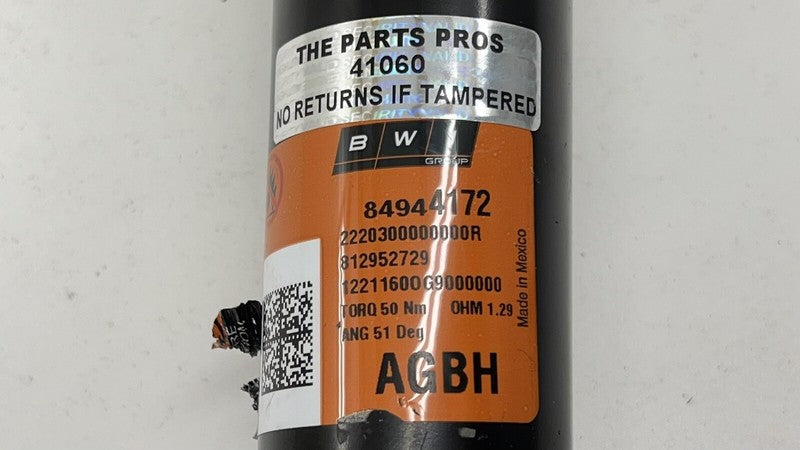 THE PARTS PROS
41060
NO RETURNS IF TAMPERED
BW
GROUP
84944172
2220300000000R
812952729
12211600G9000000
TORQ 50 Nm OHM 1.29
ANG 51 Deg
AGBH
Made in Mexico